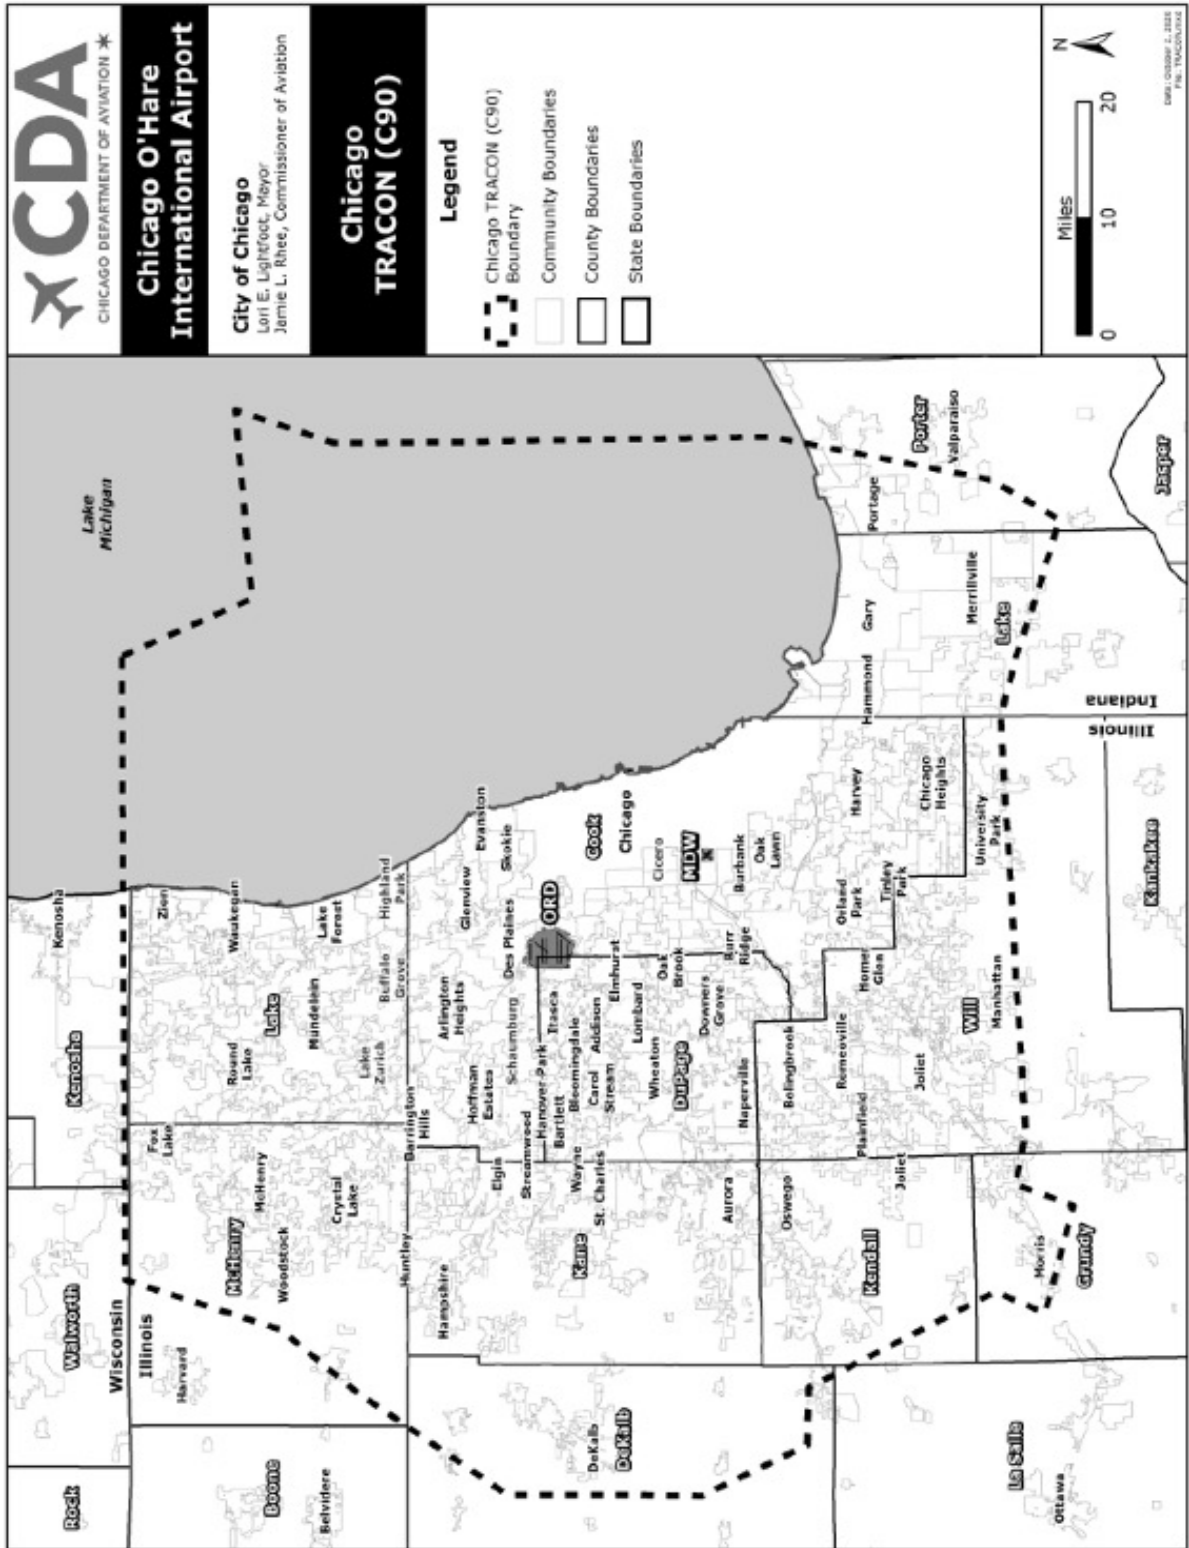 CDA
CHICAGO DEPARTMENT OF AVIATION
Chicago O'Hare
International Airport
City of Chicago
Lori E. Lightfoot, Mayor
Jamie L. Rhee, Commissioner of Aviation
Chicago
TRACON (C90)
Legend
Chicago TRACON (C90)
Boundary
Community Boundaries
County Boundaries
State Boundaries
Miles
0 10 20
N
Date: October 2, 2020
Rock
Walworth
Kenosha
Kenosha
Lake
Michigan
Wisconsin
Illinois
Harvard
Fox
Lake
Zion
Boone
Belvidere
McHenry
McHenry
Woodstock
Crystal
Lake
Round
Lake
Lake
Waukegan
Mundelein
Lake
Forest
Lake
Zurich
Buffalo
Grove
Highland
Park
Huntley
Barrington
Hills
Hampshire
Arlington
Heights
Glenview
Evanston
Hoffman
Estates
Elgin
Schaumburg
Des Plaines
Skokie
Streamwood
Hanover Park
Itasca
ORD
Bartlett
Wayne
Bloomingdale
Addison
Elmhurst
Cook
Chicago
DeKalb
DeKalb
Kane
St. Charles
Carol
Stream
Lombard
Wheaton
Oak
Brook
Cicero
DuPage
Downers
Grove
MDW
Aurora
Naperville
Burr
Ridge
Burbank
Oak
Lawn
Oswego
Bolingbrook
Romeoville
Orland
Park
Harvey
Hammond
Gary
Portage
Kendall
Plainfield
Joliet
Joliet
Homer
Glen
Tinley
Park
Chicago
Heights
Porter
Valparaiso
Will
Manhattan
University
Park
Merrillville
Lake
La Salle
Ottawa
Morris
Grundy
Illinois
Indiana
Kankakee
Jasper